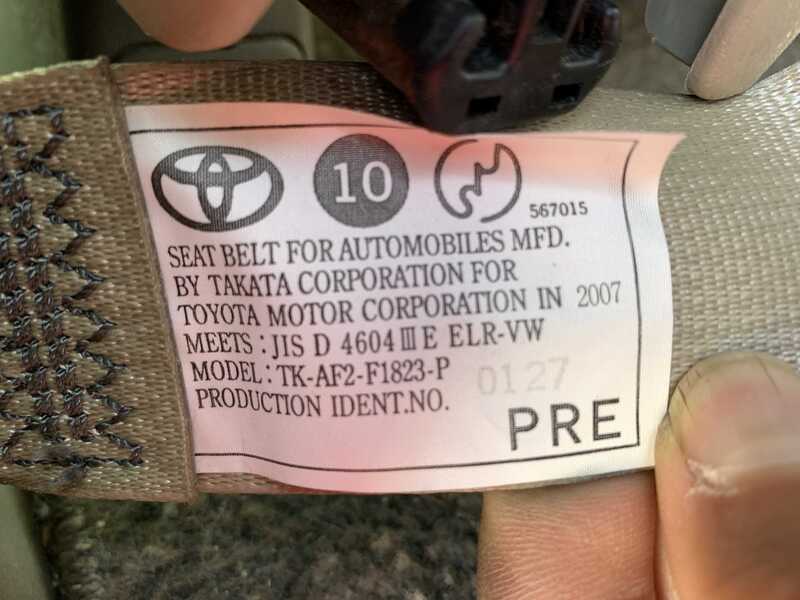 10
567015
SEAT BELT FOR AUTOMOBILES MFD.
BY TAKATA CORPORATION FOR
TOYOTA MOTOR CORPORATION IN 2007
MEETS : JIS D 4604 III E ELR-VW
MODEL : TK-AF2-F1823-P
PRODUCTION IDENT.NO. 0127
PRE